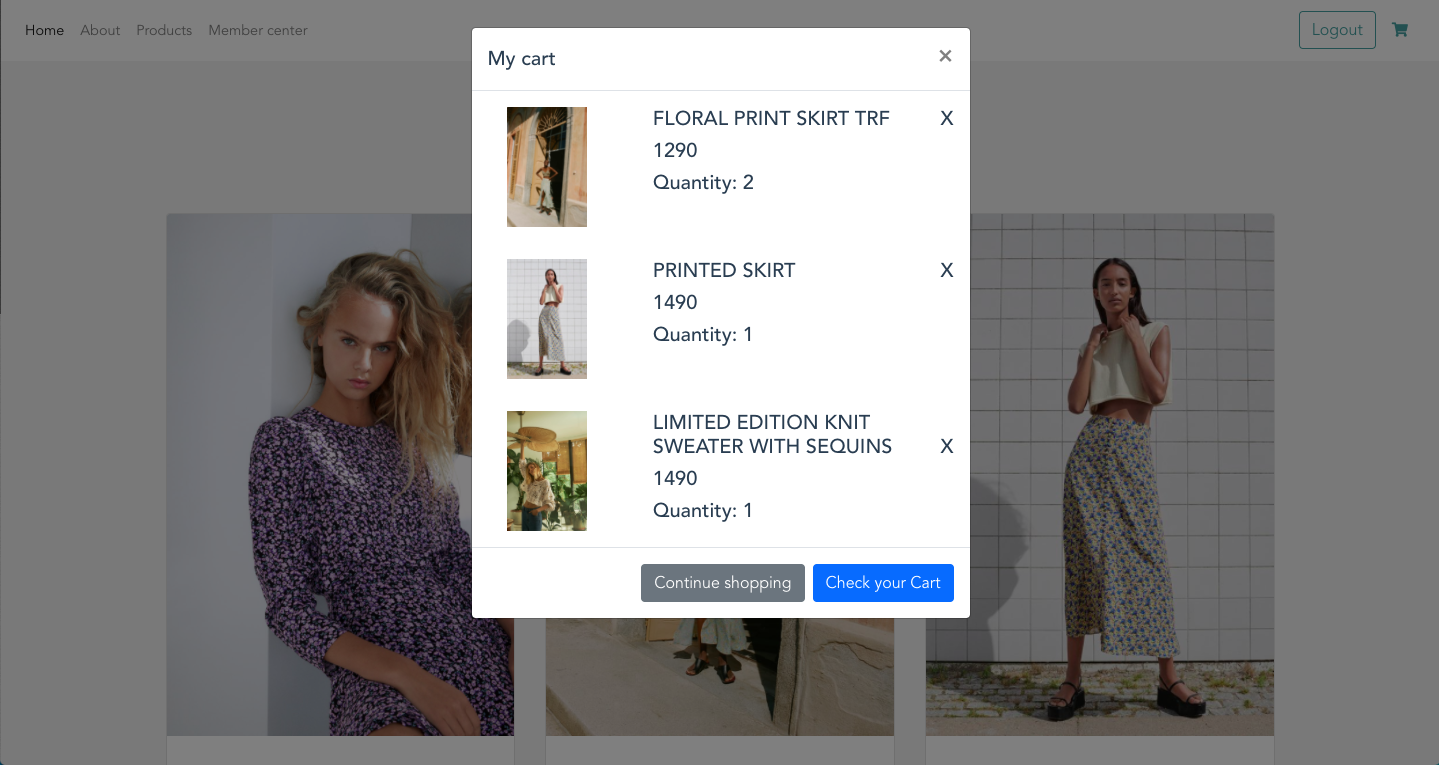 Home About Products Member center Logout
My cart ×
FLORAL PRINT SKIRT TRF X
1290
Quantity: 2
PRINTED SKIRT X
1490
Quantity: 1
LIMITED EDITION KNIT
SWEATER WITH SEQUINS X
1490
Quantity: 1
Continue shopping Check your Cart